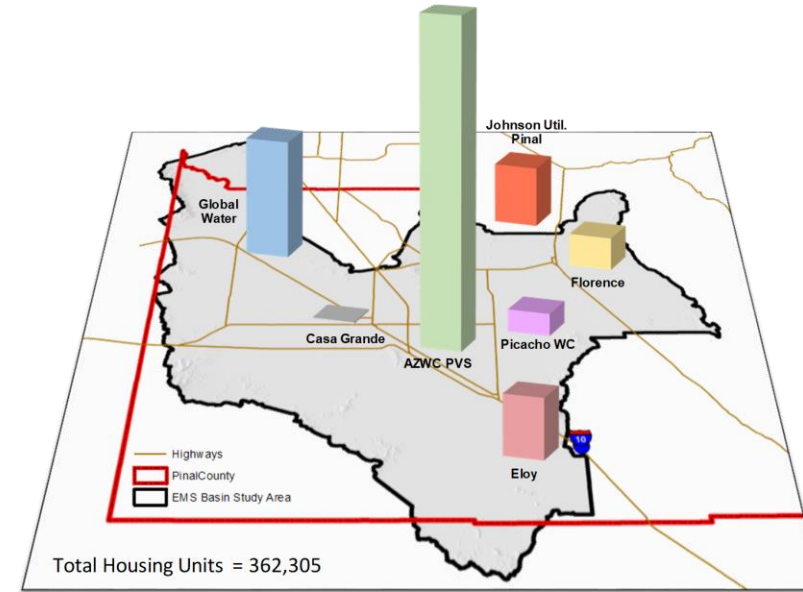 Johnson Util.
Pinal
Global
Water
Florence
Casa Grande
Picacho WC
AZWC PVS
Eloy
10
Highways
PinalCounty
EMS Basin Study Area
Total Housing Units = 362,305